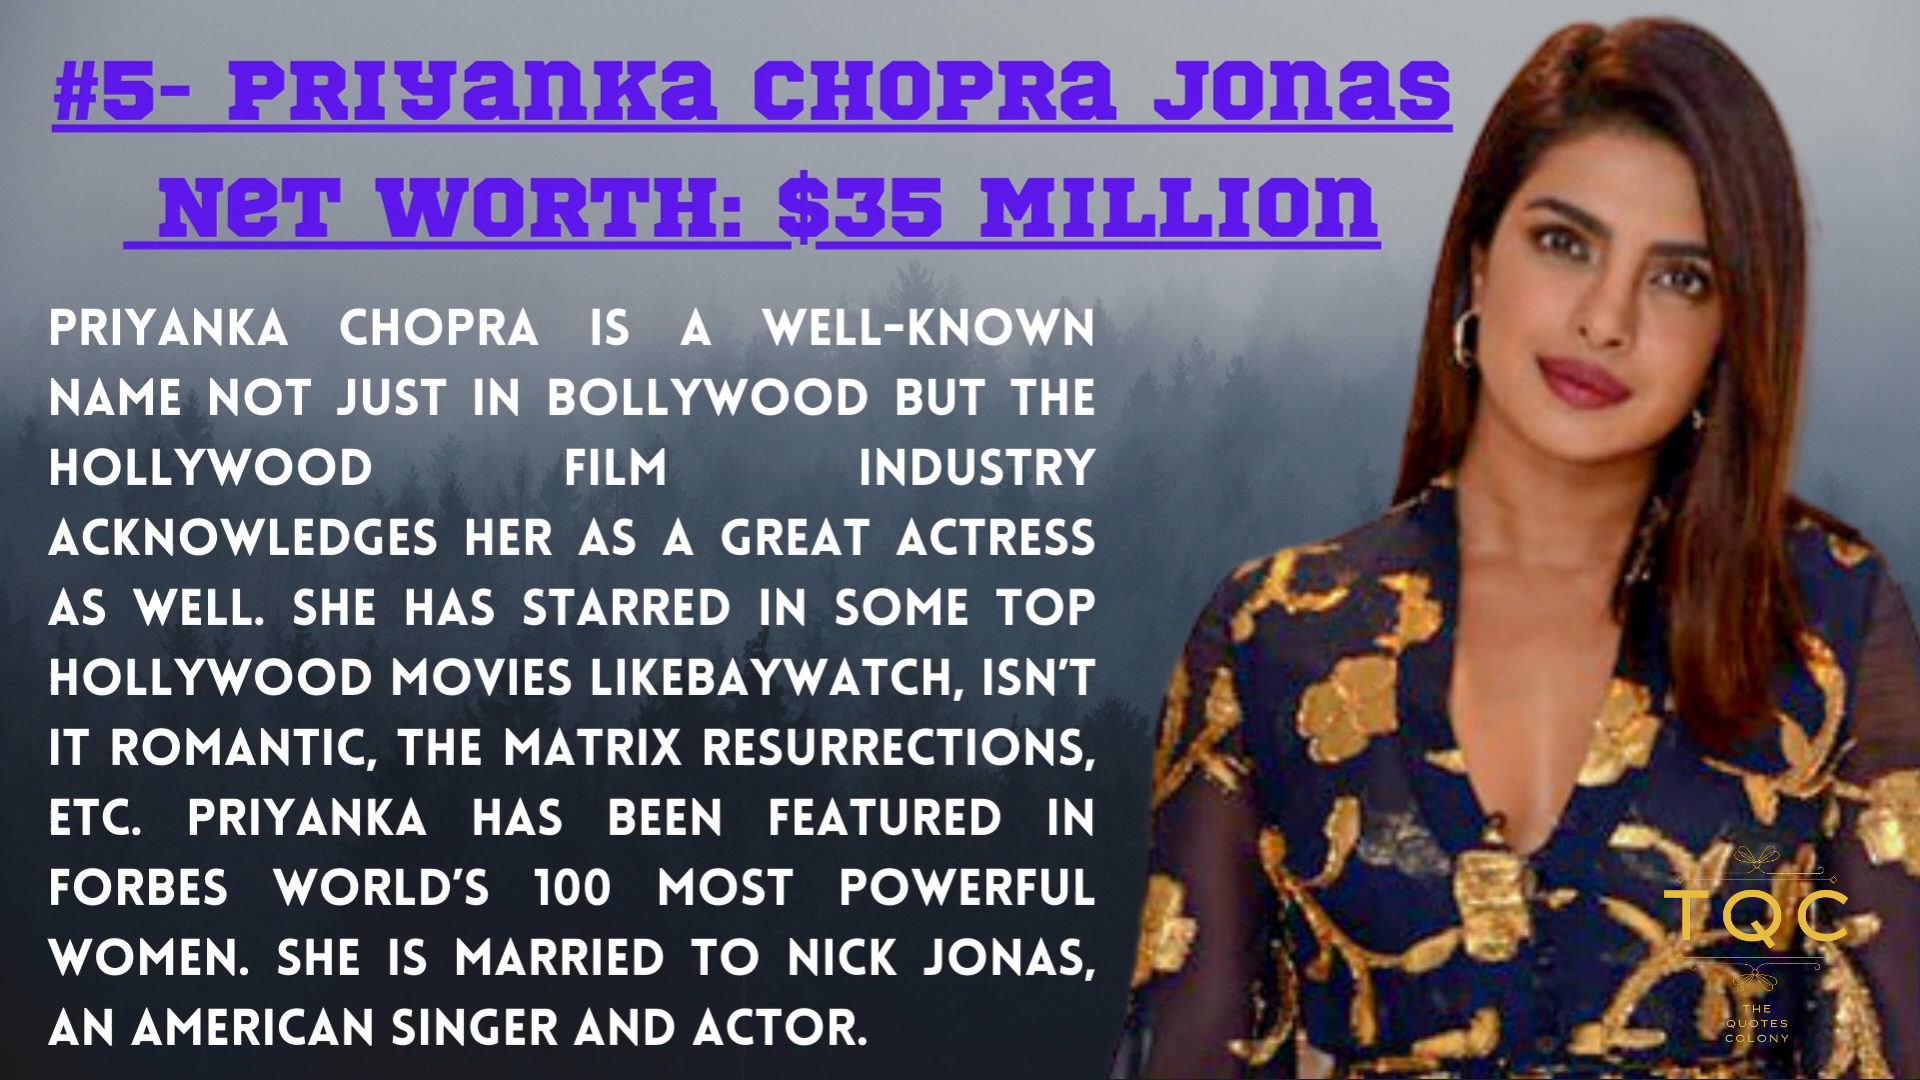 #5- PRIYANKA CHOPRA JONAS
NET WORTH: $35 MILLION
PRIYANKA CHOPRA IS A WELL-KNOWN
NAME NOT JUST IN BOLLYWOOD BUT THE
HOLLYWOOD FILM INDUSTRY
ACKNOWLEDGES HER AS A GREAT ACTRESS
AS WELL. SHE HAS STARRED IN SOME TOP
HOLLYWOOD MOVIES LIKEBAYWATCH, ISN'T
IT ROMANTIC, THE MATRIX RESURRECTIONS,
ETC. PRIYANKA HAS BEEN FEATURED IN
FORBES WORLD'S 100 MOST POWERFUL
WOMEN. SHE IS MARRIED TO NICK JONAS,
AN AMERICAN SINGER AND ACTOR.
TQC
THE
QUOTES
COLONY